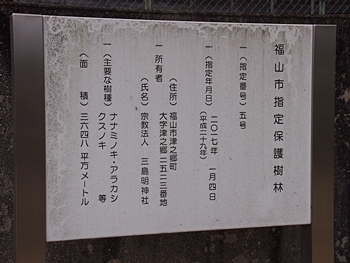 福山市指定保護樹林
一(指定番号)五号
一(指定年月日)二〇一七年 一月四日
(平成二十九年)
一 所有者
(住所)福山市津之郷町
大字津之郷二五二三番地
(氏名)宗教法人 三島明神社
一(主要な樹種)ナナミノキ・アラカシ
クスノキ 等
(面 積)三六四八 平方メートル